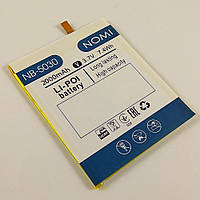 NB-5030
NOMI
2000mAh
3.7V 7.4Wh
LI-POl
battery
Long lasting
High capacity